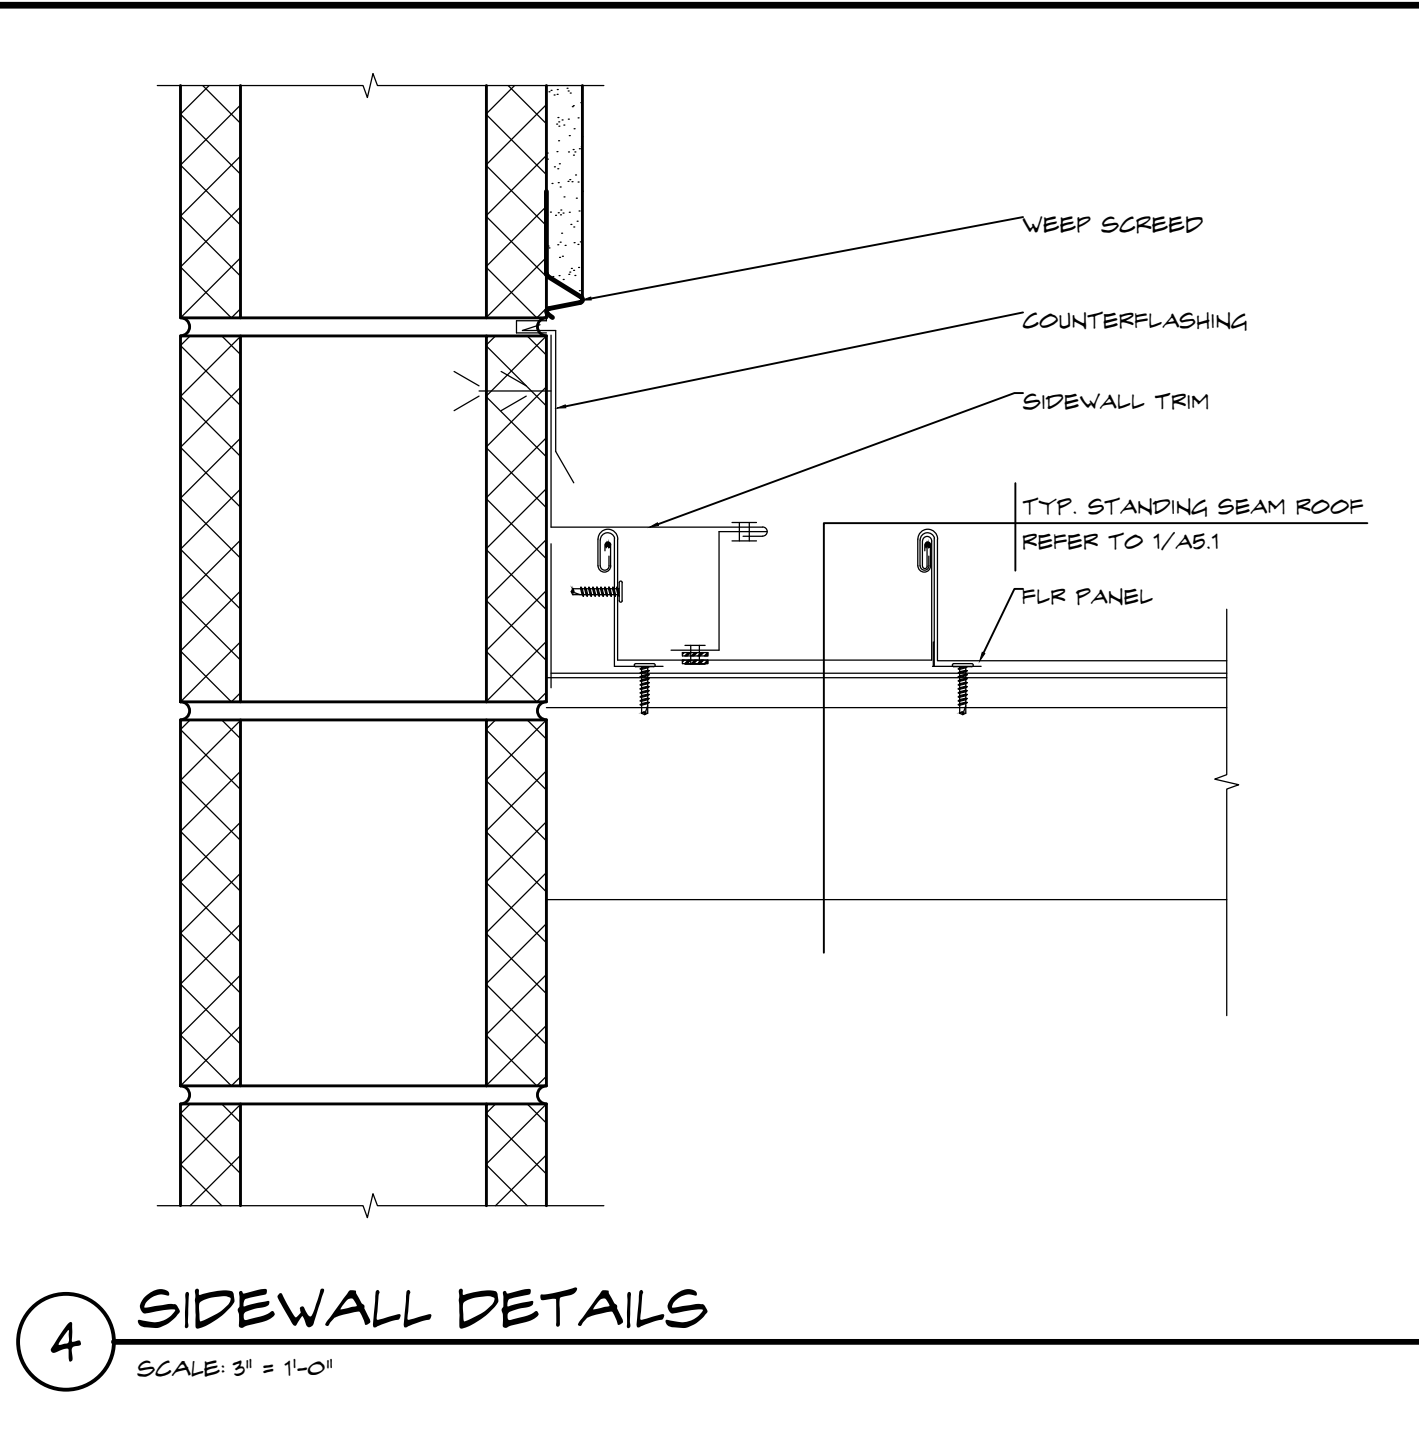 WEEP SCREED
COUNTERFLASHING
SIDEWALL TRIM
TYP. STANDING SEAM ROOF
REFER TO 1/A5.1
FLR PANEL
4
SIDEWALL DETAILS
SCALE: 3" = 1'-0"